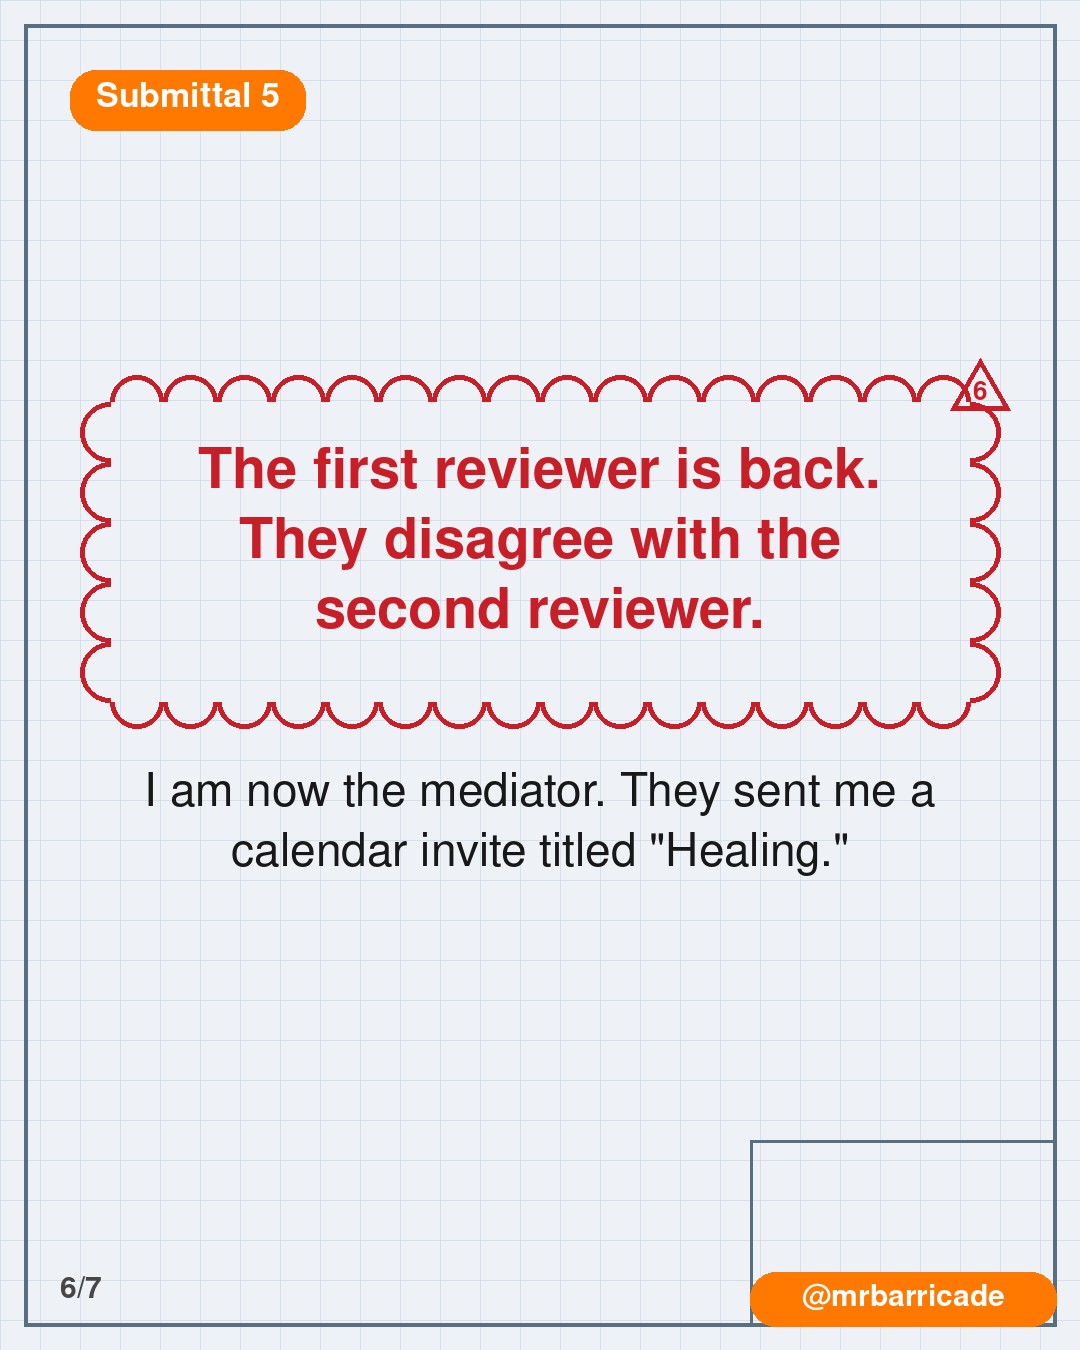 Submittal 5
6
The first reviewer is back.
They disagree with the
second reviewer.
I am now the mediator. They sent me a
calendar invite titled "Healing."
6/7
@mrbarricade